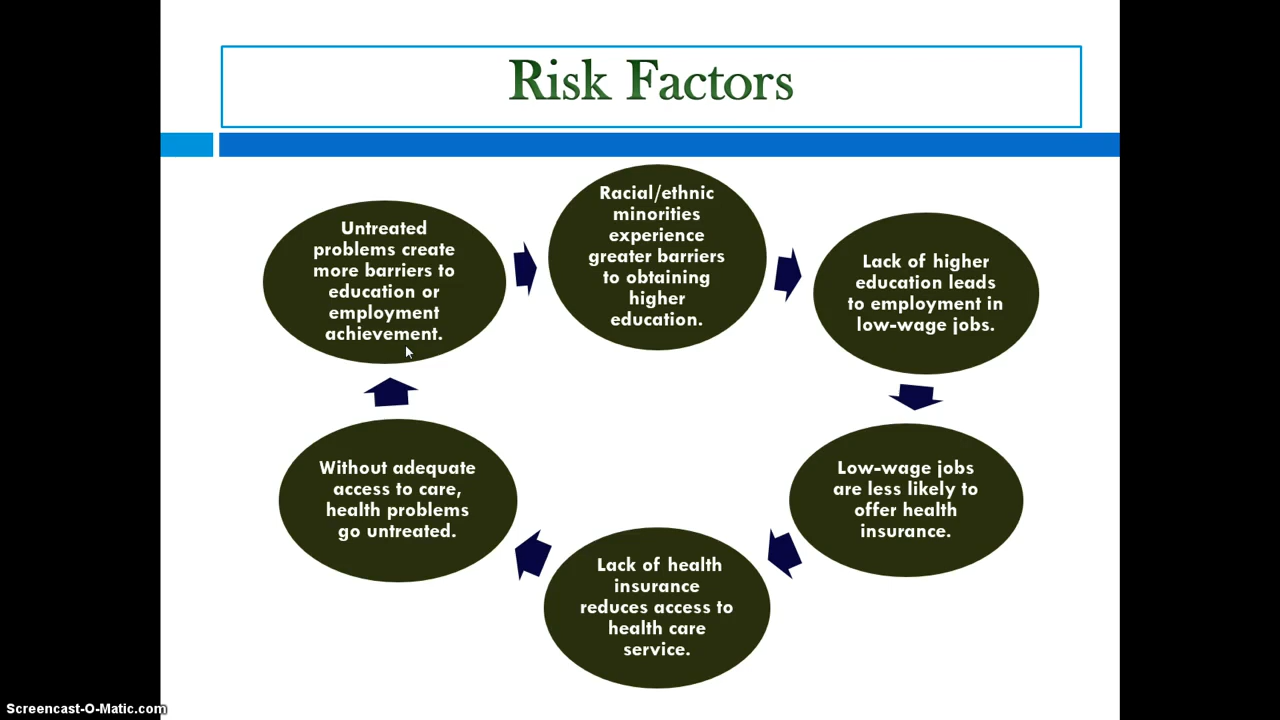 Risk Factors
Racial/ethnic
minorities
experience
greater barriers
to obtaining
higher
education.
Lack of higher
education leads
to employment in
low-wage jobs.
Low-wage jobs
are less likely to
offer health
insurance.
Lack of health
insurance
reduces access to
health care
service.
Without adequate
access to care,
health problems
go untreated.
Untreated
problems create
more barriers to
education or
employment
achievement.
Screencast-O-Matic.com